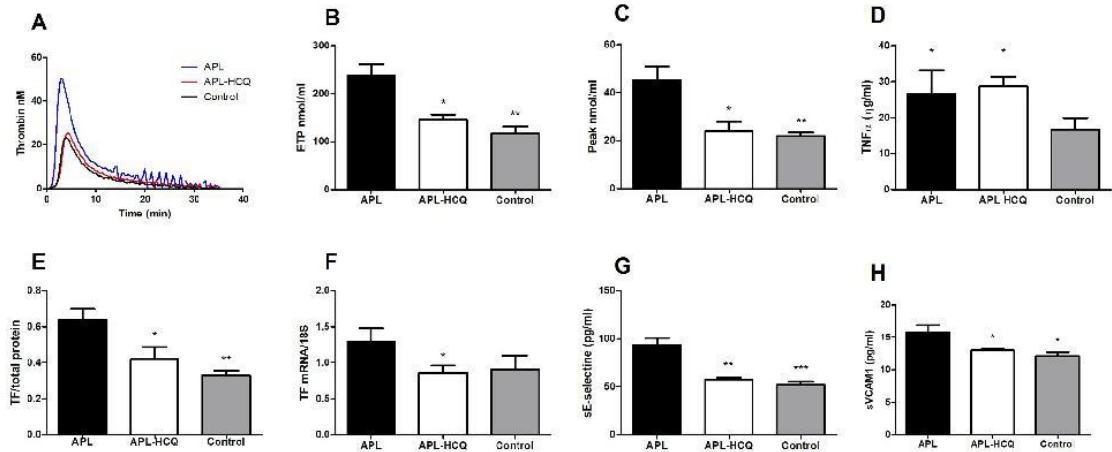 A
60
40
20
0
Thrombin nM
APL
APL-HCQ
Control
0 10 20 30 40
Time (min)
B
300
200
100
0
ETP nmol/ml
*
**
APL APL-HCQ Control
C
60
40
20
0
Peak nmol/ml
*
**
APL APL-HCQ Control
D
40
30
20
10
0
TNFα (ηg/ml)
*
*
APL APL HCQ Control
E
0.8
0.6
0.4
0.2
0.0
TF/total protein
*
**
APL APL-HCQ Control
F
2.0
1.5
1.0
0.5
0.0
TF mRNA/18S
*
APL APL-HCQ Control
G
150
100
50
0
sE-selectine (pg/ml)
**
***
APL APL-HCQ Control
H
20
15
10
5
0
sVCAM1 (pg/ml)
*
*
APL APL-HCQ Control